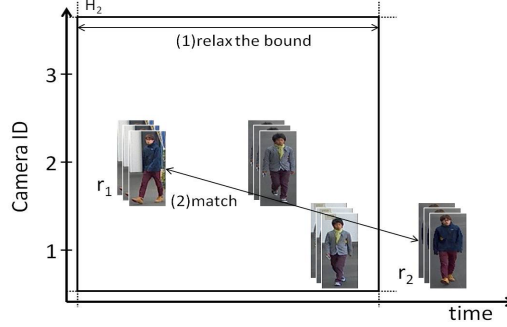 H2
(1)relax the bound
3
Camera ID
2
r1
(2)match
1
r2
time